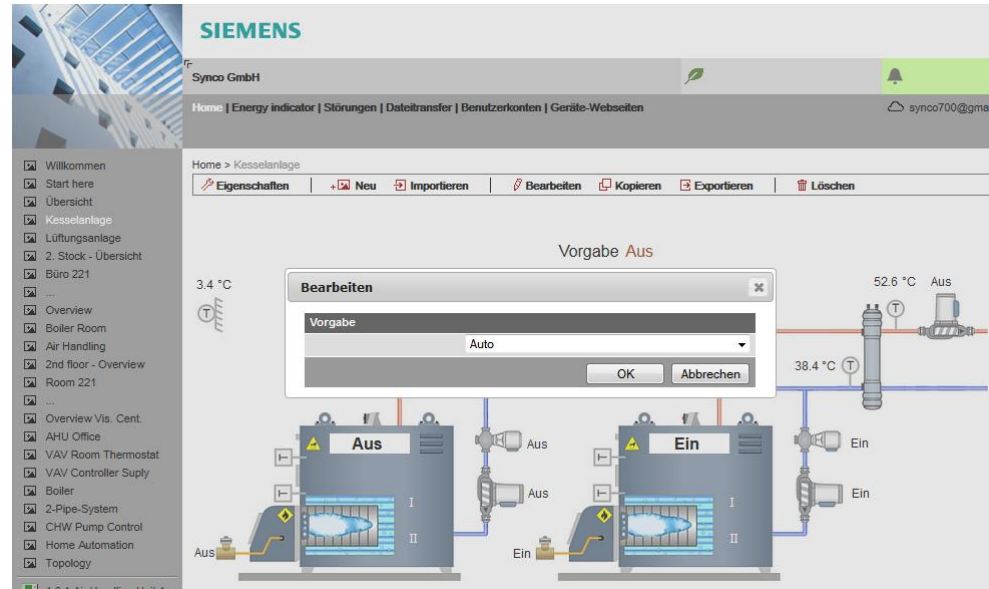 SIEMENS
Synco GmbH
Home | Energy indicator | Störungen | Dateitransfer | Benutzerkonten | Geräte-Webseiten
synco700@gma
Willkommen
Start here
Übersicht
Kesselanlage
Lüftungsanlage
2. Stock - Übersicht
Büro 221
...
Overview
Boiler Room
Air Handling
2nd floor - Overview
Room 221
...
Overview Vis. Cent.
AHU Office
VAV Room Thermostat
VAV Controller Suply
Boiler
2-Pipe-System
CHW Pump Control
Home Automation
Topology
Home > Kesselanlage
Eigenschaften | Neu Importieren | Bearbeiten Kopieren Exportieren | Löschen
Vorgabe Aus
3.4 °C
T
52.6 °C Aus
T
Bearbeiten
Vorgabe
Auto
OK Abbrechen
38.4 °C T
Aus
Aus
Ein
Ein
Aus
Ein
I
I
II
II
Aus
Ein